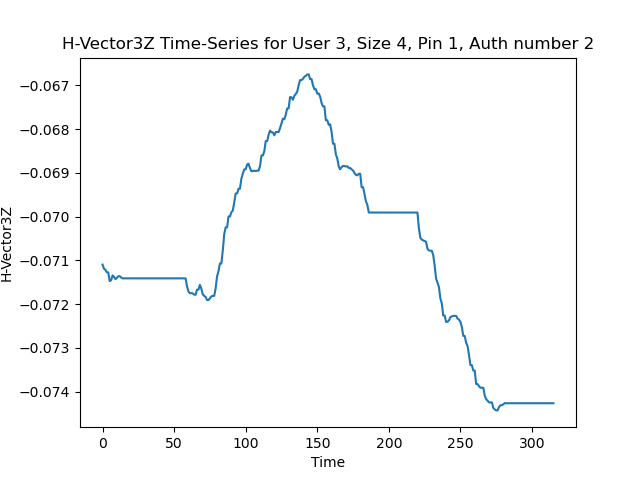 H-Vector3Z Time-Series for User 3, Size 4, Pin 1, Auth number 2
−0.067
−0.068
−0.069
−0.070
−0.071
−0.072
−0.073
−0.074
H-Vector3Z
0 50 100 150 200 250 300
Time